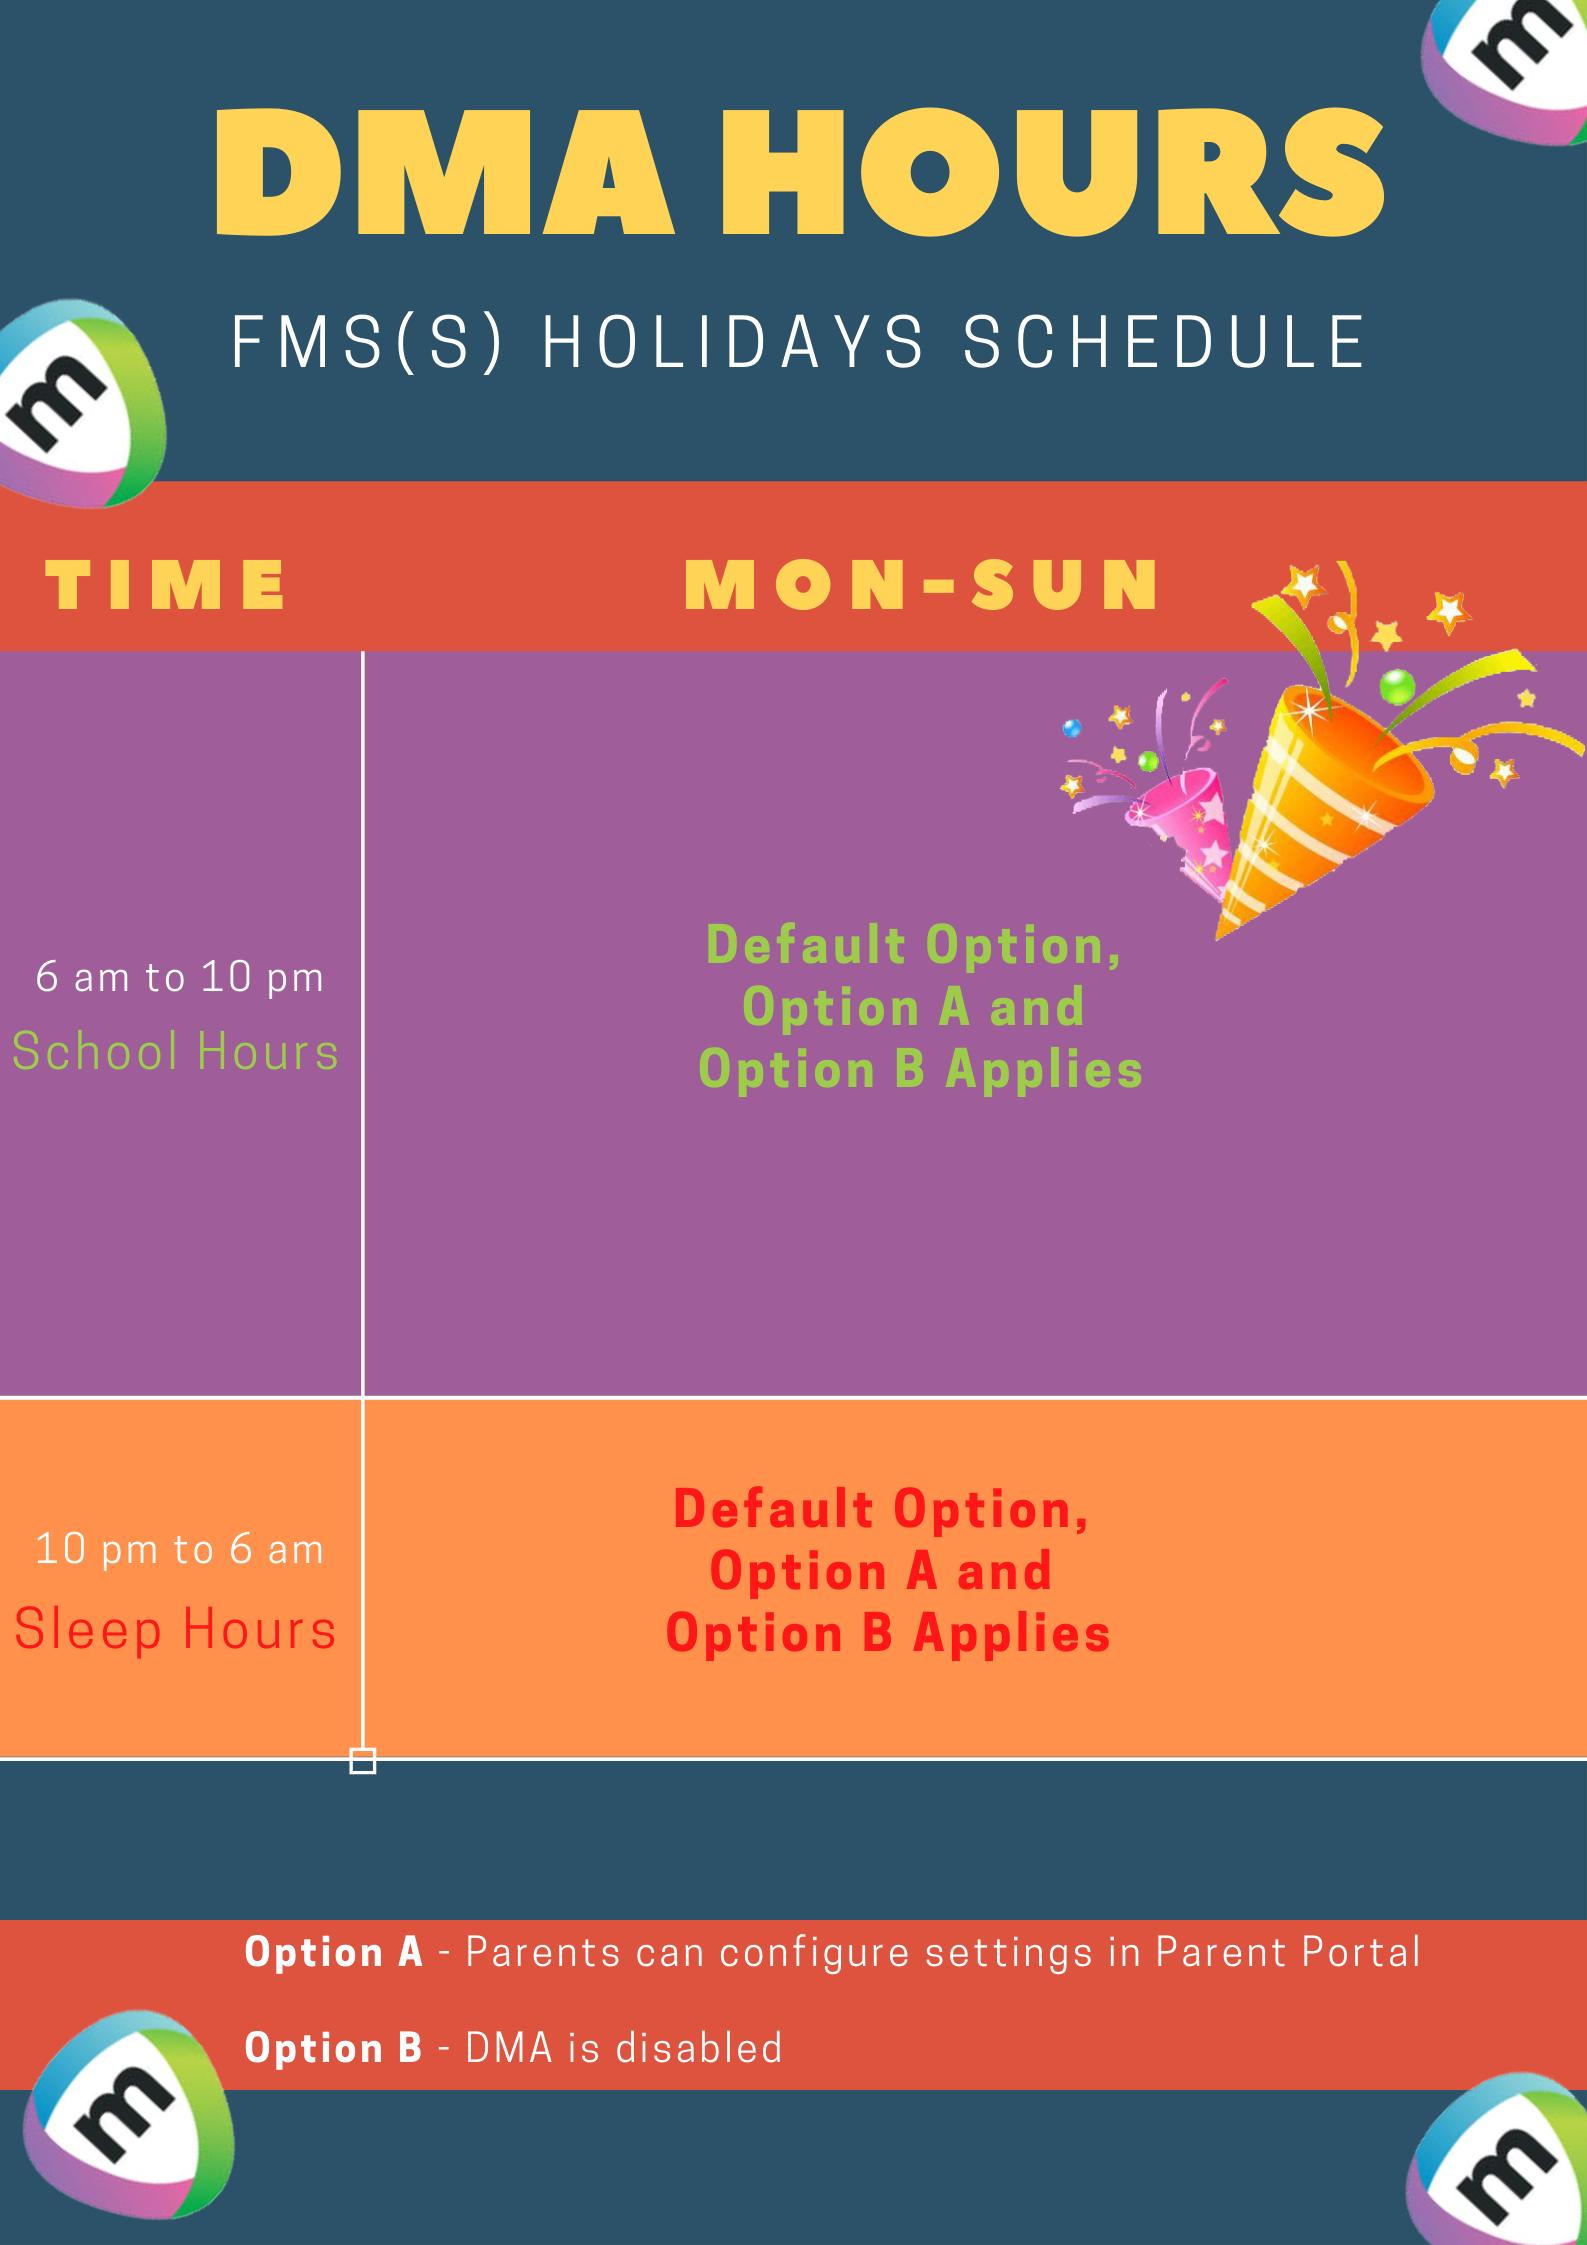 m
DMA HOURS
m
FMS(S) HOLIDAYS SCHEDULE
TIME
MON-SUN
6 am to 10 pm
School Hours
Default Option,
Option A and
Option B Applies
10 pm to 6 am
Sleep Hours
Default Option,
Option A and
Option B Applies
Option A - Parents can configure settings in Parent Portal
Option B - DMA is disabled
m
m